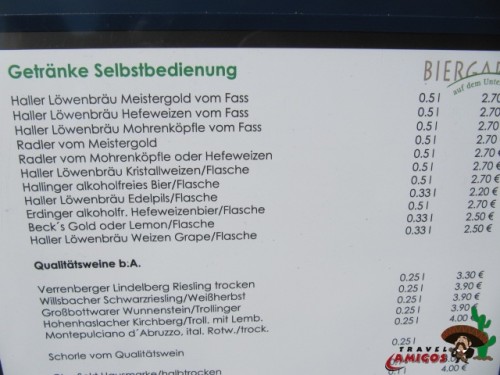 Getränke Selbstbedienung
BIERGAR
auf dem Unte
Haller Löwenbräu Meistergold vom Fass 0.5 l 2.70
Haller Löwenbräu Hefeweizen vom Fass 0.5 l 2.70
Haller Löwenbräu Mohrenköpfle vom Fass 0.5 l 2.70
Radler vom Meistergold 0.5 l 2.70
Radler vom Mohrenköpfle oder Hefeweizen 0.5 l 2.70
Haller Löwenbräu Kristallweizen/Flasche 0.5 l 2.70 €
Hallinger alkoholfreies Bier/Flasche 0.5 l 2.70 €
Haller Löwenbräu Edelpils/Flasche 0.33 l 2.20 €
Erdinger alkoholfr. Hefeweizenbier/Flasche 0.5 l 2.70 €
Beck´s Gold oder Lemon/Flasche 0.33 l 2.50 €
Haller Löwenbräu Weizen Grape/Flasche 0.33 l 2.50 €
Qualitätsweine b.A.
Verrenberger Lindelberg Riesling trocken 0.25 l 3.30 €
Willsbacher Schwarzriesling/Weißherbst 0.25 l 3.90 €
Großbottwarer Wunnenstein/Trollinger 0.25 l 3.90 €
Hohenhaslacher Kirchberg/Troll. mit Lemb. 0.25 l 3.90 €
Montepulciano d´Abruzzo, ital. Rotw./trock. 0.25 l 4.00 €
Schorle vom Qualitätswein 0.25 l
TRAVEL
AMIGOS